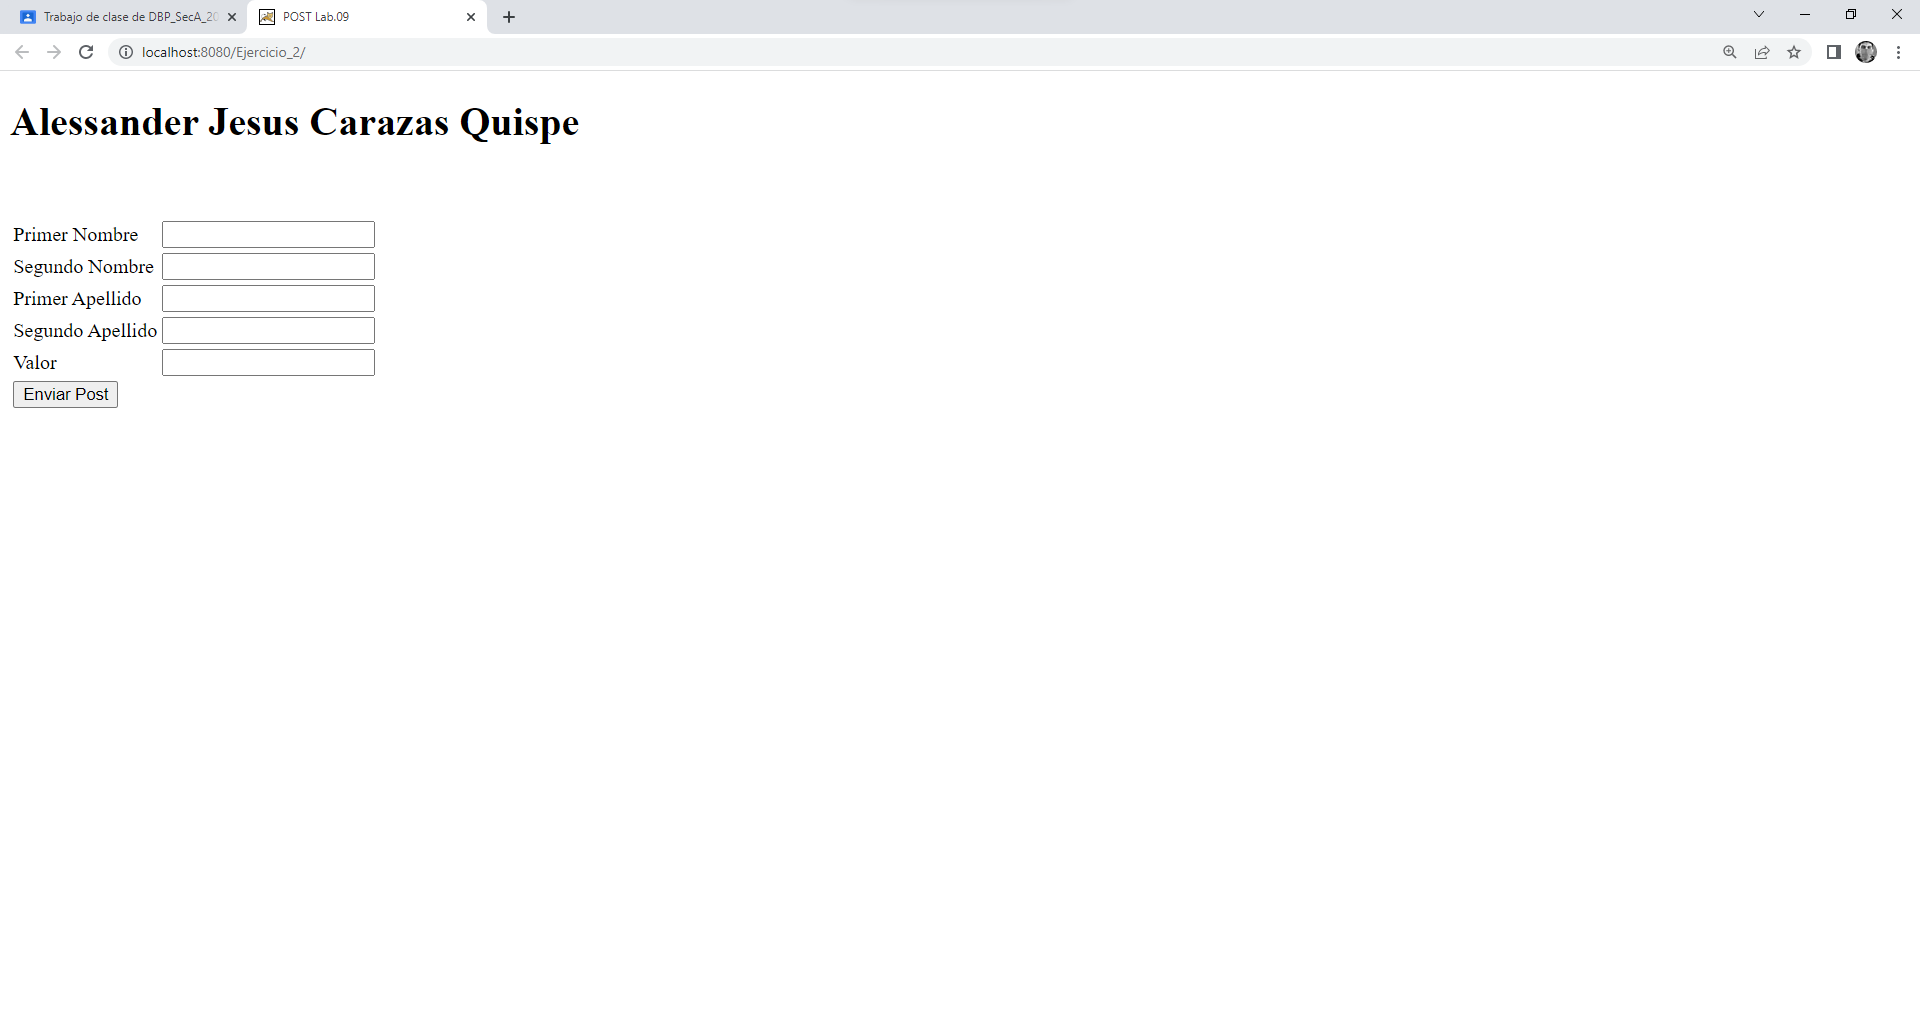 Trabajo de clase de DBP_SecA_20
POST Lab.09
localhost:8080/Ejercicio_2/
Alessander Jesus Carazas Quispe
Primer Nombre
Segundo Nombre
Primer Apellido
Segundo Apellido
Valor
Enviar Post